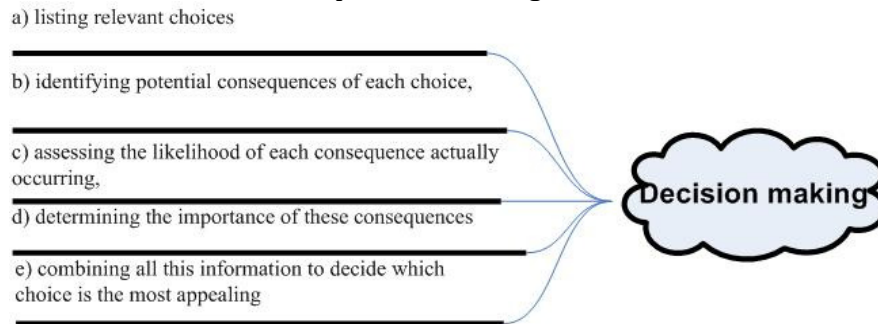 a) listing relevant choices
b) identifying potential consequences of each choice,
c) assessing the likelihood of each consequence actually
occurring,
d) determining the importance of these consequences
e) combining all this information to decide which
choice is the most appealing
Decision making